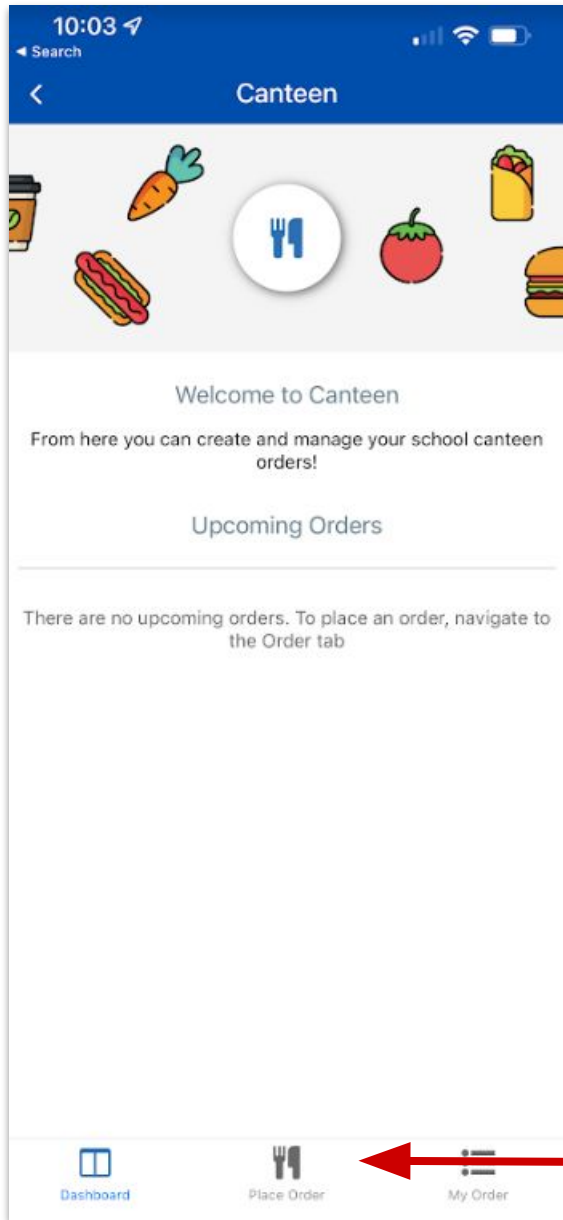 10:03
Search
Canteen
Welcome to Canteen
From here you can create and manage your school canteen
orders!
Upcoming Orders
There are no upcoming orders. To place an order, navigate to
the Order tab
Dashboard
Place Order
My Order